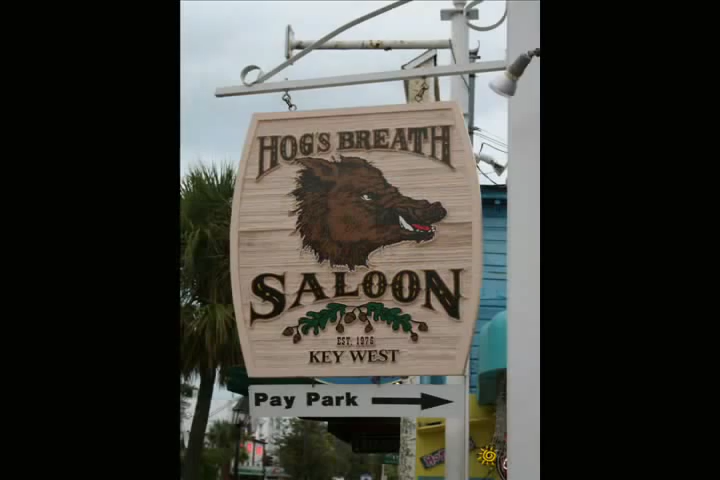 HOG'S BREATH
SALOON
EST. 1976
KEY WEST
Pay Park